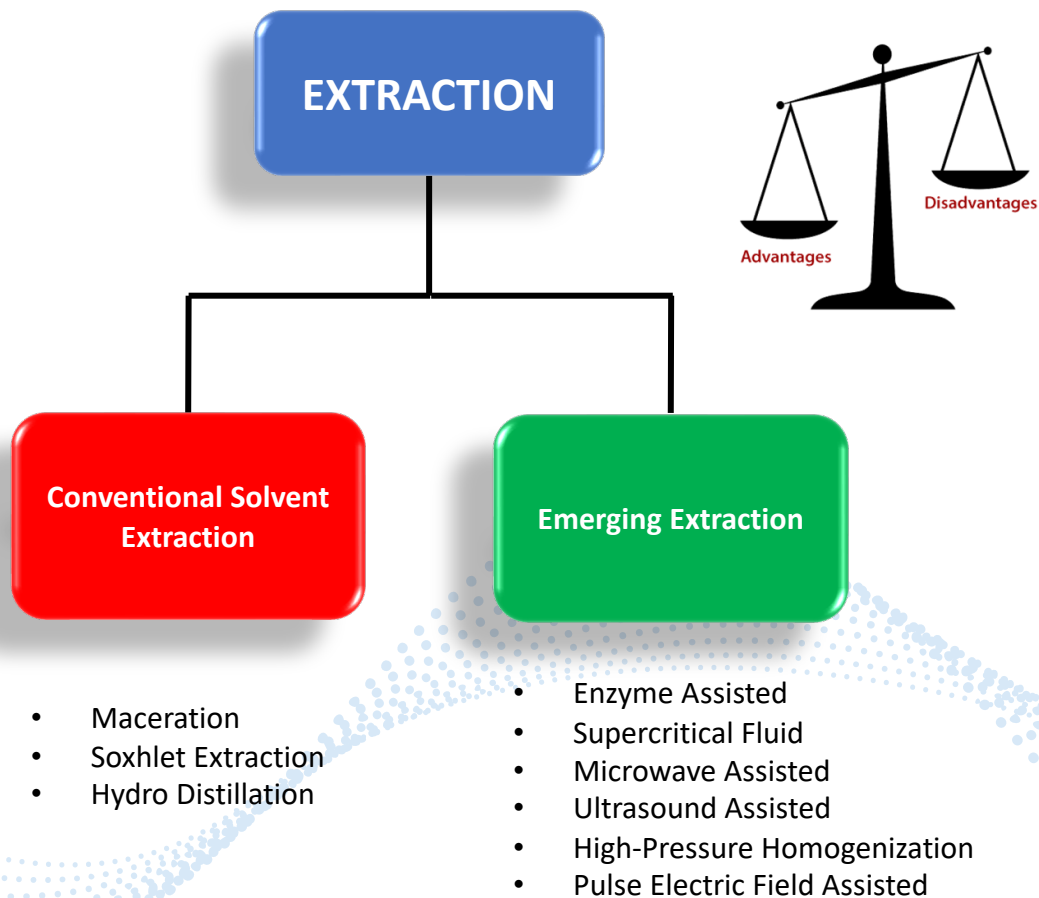 EXTRACTION
Disadvantages
Advantages
Conventional Solvent
Extraction
Emerging Extraction
• Maceration
• Soxhlet Extraction
• Hydro Distillation
• Enzyme Assisted
• Supercritical Fluid
• Microwave Assisted
• Ultrasound Assisted
• High-Pressure Homogenization
• Pulse Electric Field Assisted